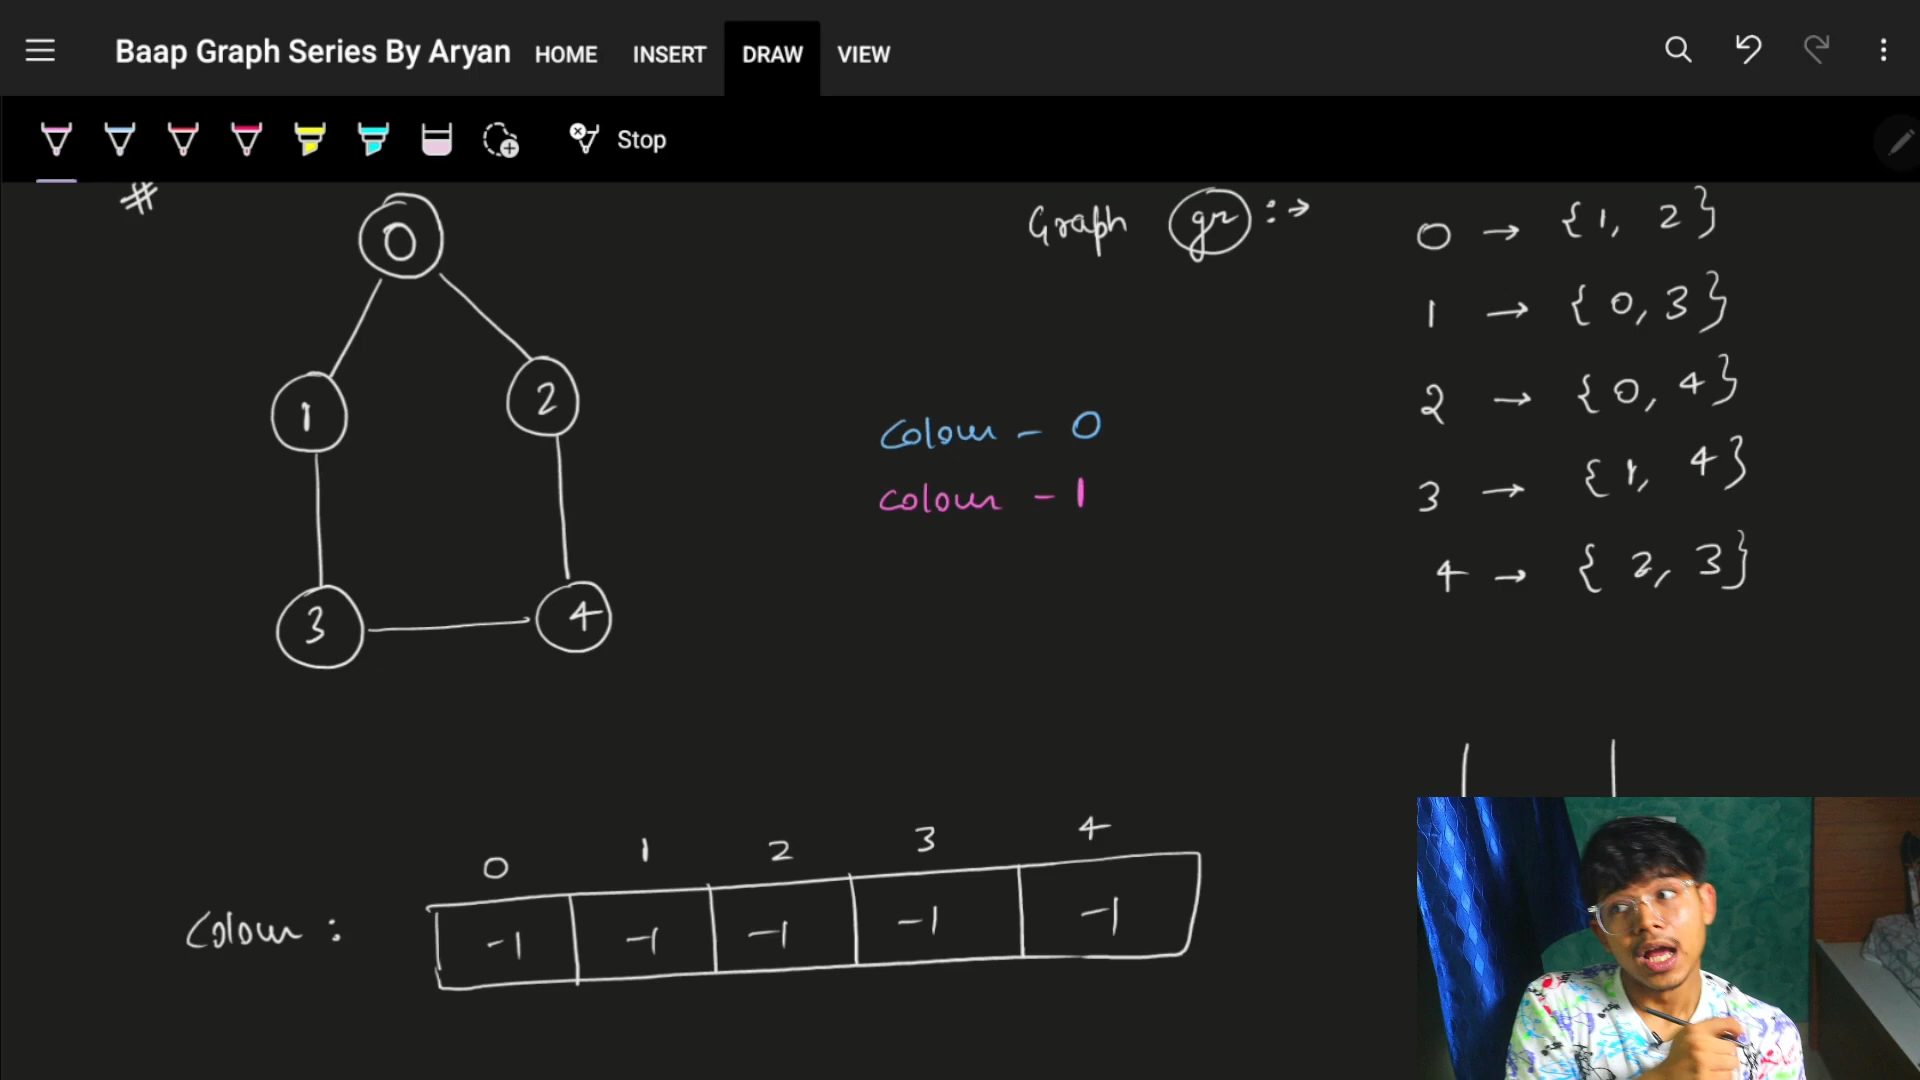 Baap Graph Series By Aryan HOME INSERT DRAW VIEW
Stop
#
0
1
2
3
4
Graph gr :→
0 → {1, 2}
1 → {0, 3}
2 → {0, 4}
3 → {1, 4}
4 → {2, 3}
Colour - 0
Colour - 1
0 1 2 3 4
Colour : -1 -1 -1 -1 -1